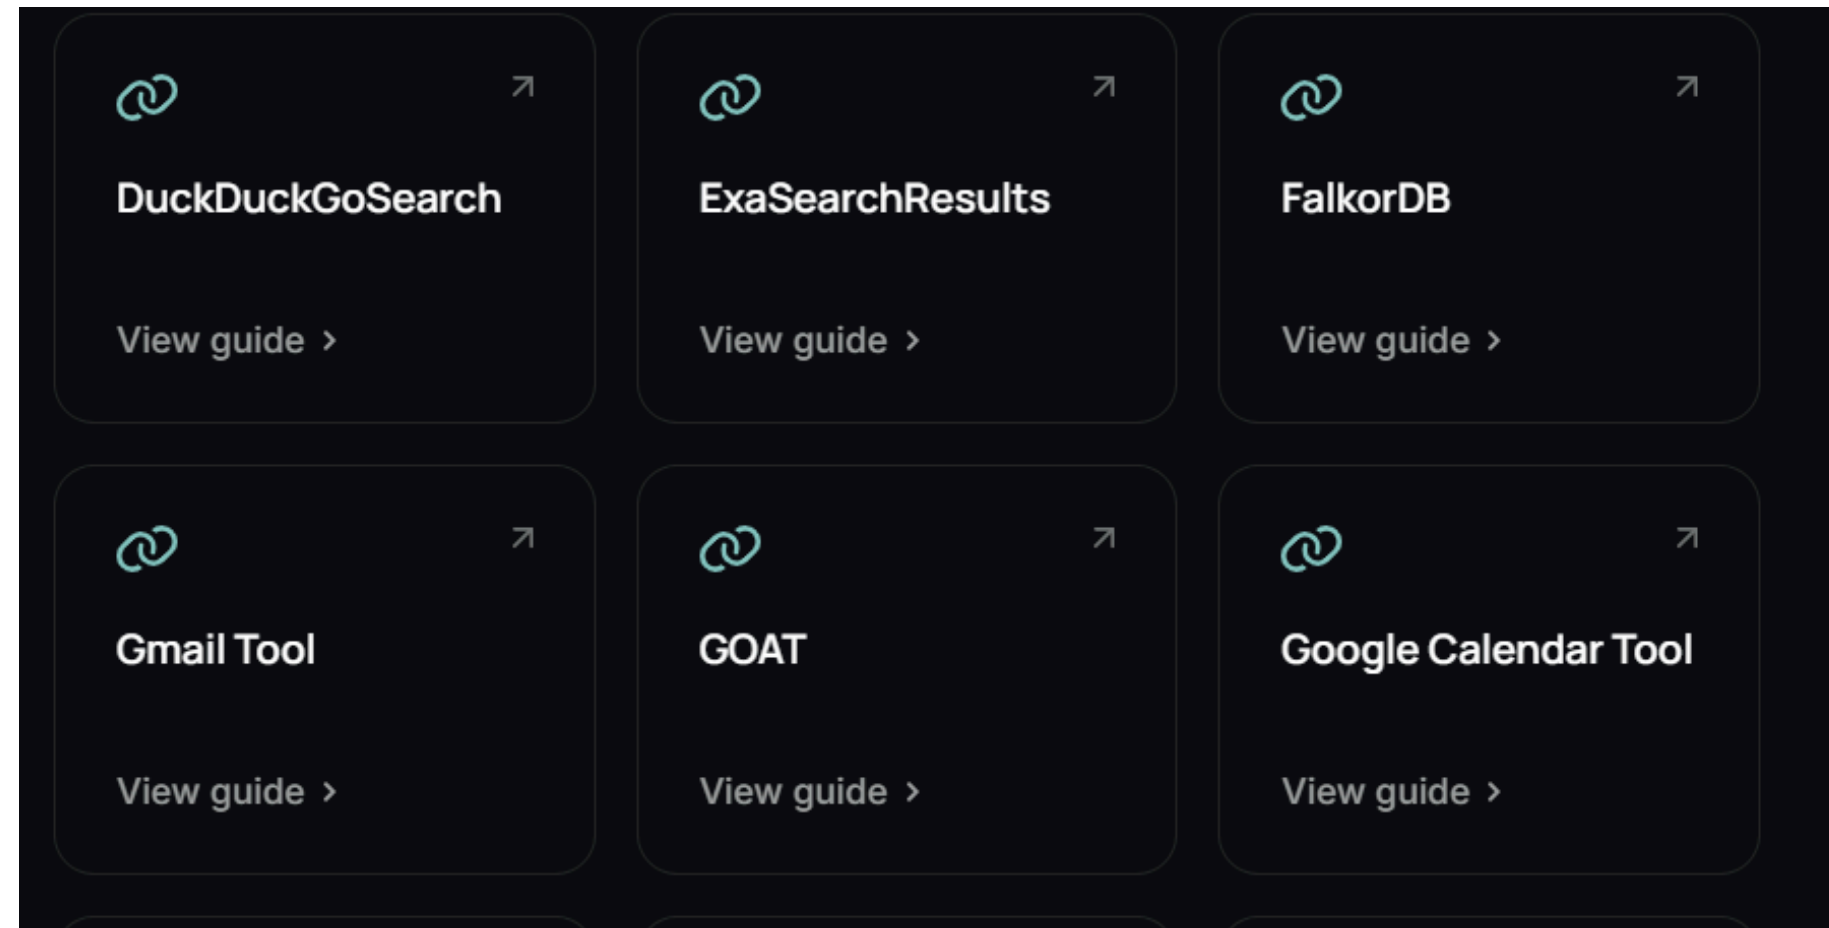 DuckDuckGoSearch
ExaSearchResults
FalkorDB
View guide
View guide
View guide
Gmail Tool
GOAT
Google Calendar Tool
View guide
View guide
View guide